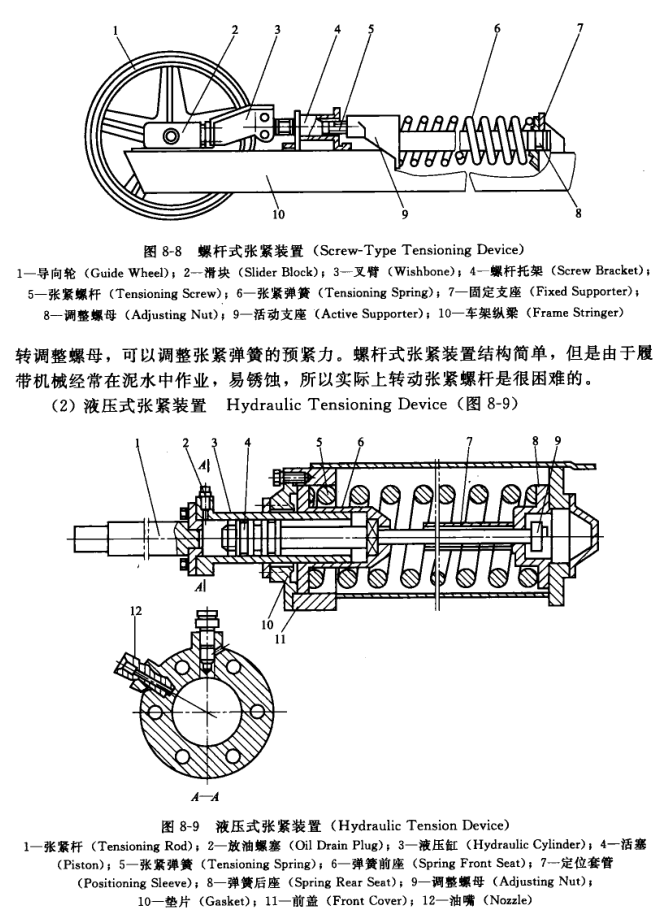 1 2 3 4 5 6 7
10 9 8
图 8-8 螺杆式张紧装置（Screw-Type Tensioning Device）
1—导向轮（Guide Wheel）；2—滑块（Slider Block）；3—叉臂（Wishbone）；4—螺杆托架（Screw Bracket）；
5—张紧螺杆（Tensioning Screw）；6—张紧弹簧（Tensioning Spring）；7—固定支座（Fixed Supporter）；
8—调整螺母（Adjusting Nut）；9—活动支座（Active Supporter）；10—车架纵梁（Frame Stringer）
转调整螺母，可以调整张紧弹簧的预紧力。螺杆式张紧装置结构简单，但是由于履
带机械经常在泥水中作业，易锈蚀，所以实际上转动张紧螺杆是很困难的。
（2）液压式张紧装置 Hydraulic Tensioning Device（图 8-9）
1 2 3 4 5 6 7 8 9
A
A
10
11
12
A—A
图 8-9 液压式张紧装置（Hydraulic Tension Device）
1—张紧杆（Tensioning Rod）；2—放油螺塞（Oil Drain Plug）；3—液压缸（Hydraulic Cylinder）；4—活塞
（Piston）；5—张紧弹簧（Tensioning Spring）；6—弹簧前座（Spring Front Seat）；7—定位套管
（Positioning Sleeve）；8—弹簧后座（Spring Rear Seat）；9—调整螺母（Adjusting Nut）；
10—垫片（Gasket）；11—前盖（Front Cover）；12—油嘴（Nozzle）